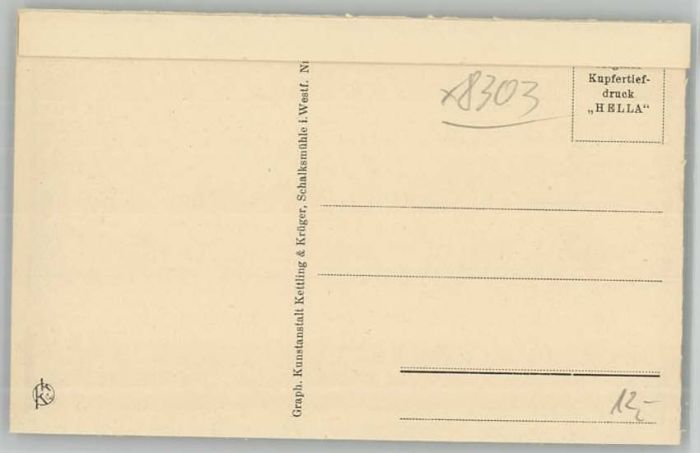 Kupfertief-
druck
„HELLA“
x8303
Graph. Kunstanstalt Kettling & Krüger, Schalksmühle i. Westf.
12,-